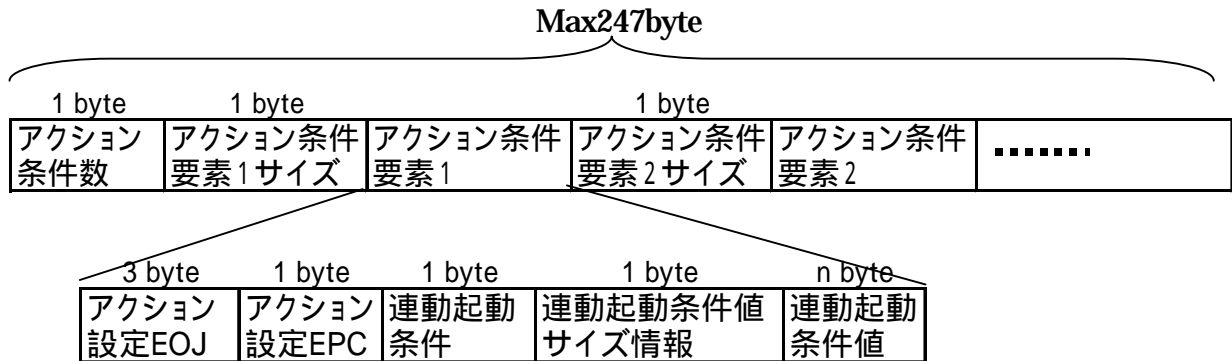 Max247byte
1 byte 1 byte 1 byte
アクション アクション条件 アクション条件 アクション条件 アクション条件 ........
条件数 要素1サイズ 要素1 要素2サイズ 要素2
3 byte 1 byte 1 byte 1 byte n byte
アクション アクション 連動起動 連動起動条件値 連動起動
設定EOJ 設定EPC 条件 サイズ情報 条件値